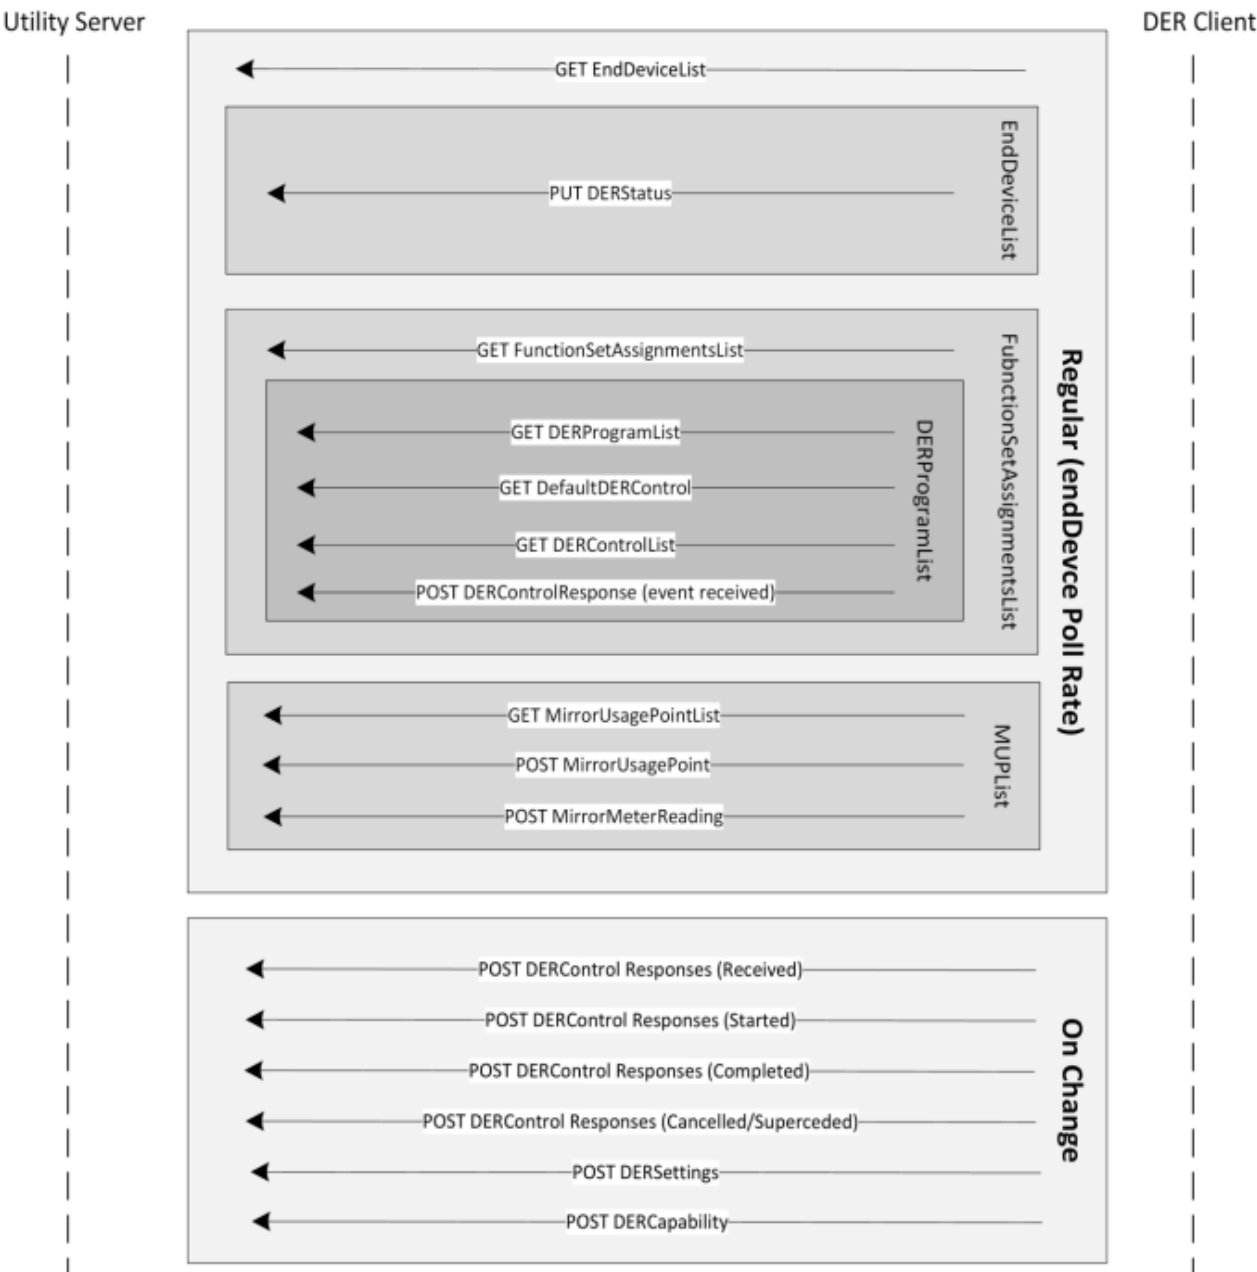 Utility Server
DER Client
GET EndDeviceList
EndDeviceList
PUT DERStatus
GET FunctionSetAssignmentsList
FubnctionSetAssignmentsList
Regular (endDevce Poll Rate)
GET DERProgramList
DERProgramList
GET DefaultDERControl
GET DERControlList
POST DERControlResponse (event received)
GET MirrorUsagePointList
MUPList
POST MirrorUsagePoint
POST MirrorMeterReading
POST DERControl Responses (Received)
POST DERControl Responses (Started)
On Change
POST DERControl Responses (Completed)
POST DERControl Responses (Cancelled/Superceded)
POST DERSettings
POST DERCapability